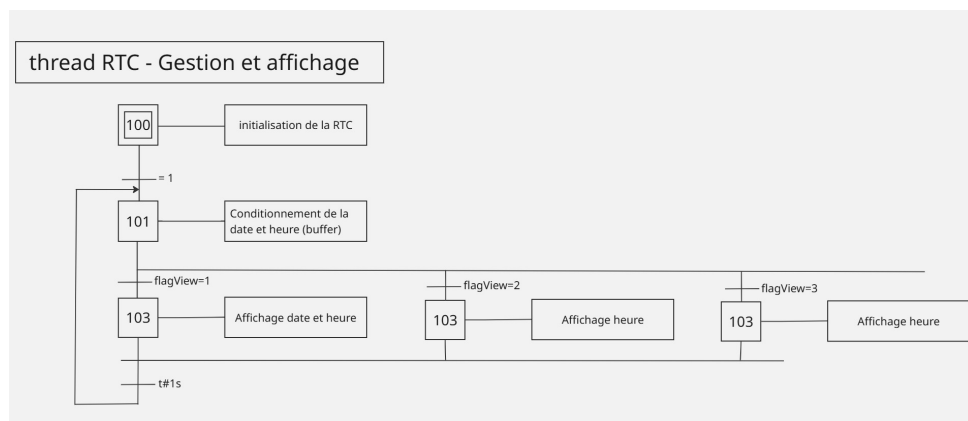 thread RTC - Gestion et affichage
100
initialisation de la RTC
= 1
101
Conditionnement de la
date et heure (buffer)
flagView=1
flagView=2
flagView=3
103
Affichage date et heure
103
Affichage heure
103
Affichage heure
t#1s